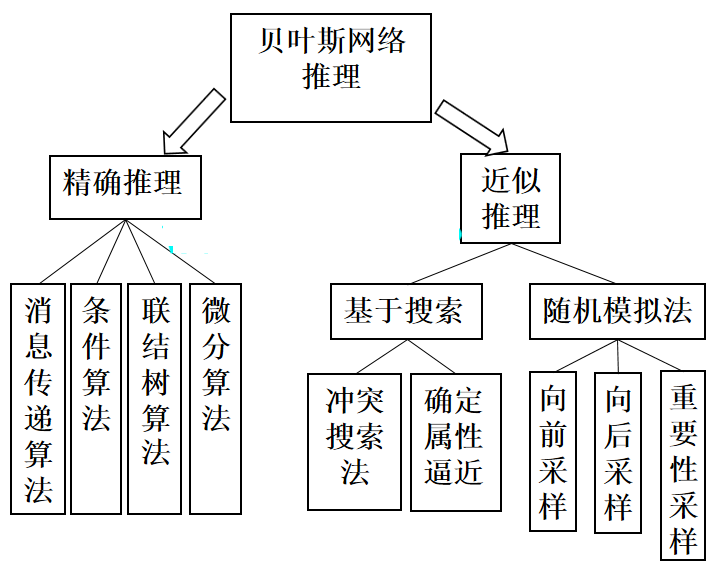 贝叶斯网络
推理
精确推理
近似
推理
消息传递算法
条件算法
联结树算法
微分算法
基于搜索
随机模拟法
冲突
搜索
法
确定
属性
逼近
向前采样
向后采样
重要性采样